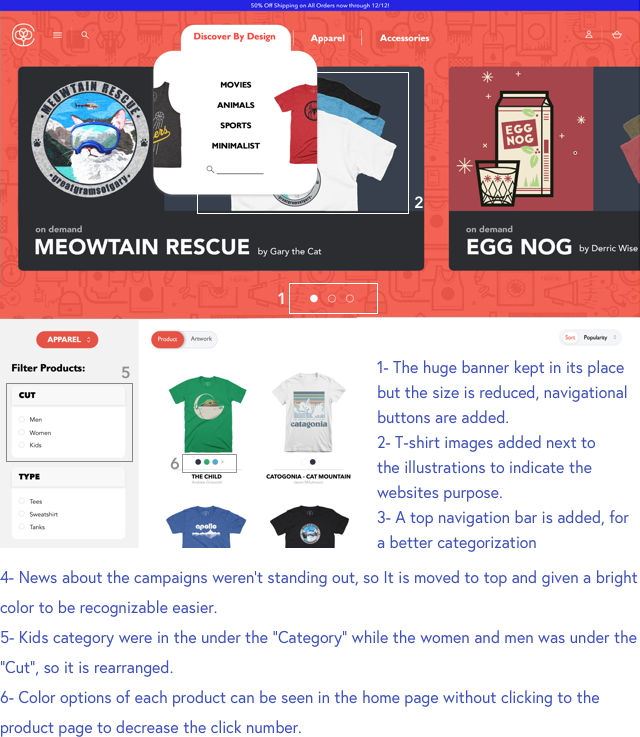 50% Off Shipping on All Orders now through 12/12!
Discover By Design
Apparel
Accessories
MOVIES
ANIMALS
SPORTS
MINIMALIST
MEOWTAIN RESCUE
greatgramsofgary
EGG
NOG
2
on demand
MEOWTAIN RESCUE by Gary the Cat
on demand
EGG NOG by Derric Wise
1
APPAREL
Product
Artwork
Sort: Popularity
Filter Products:
5
CUT
Men
Women
Kids
TYPE
Tees
Sweatshirt
Tanks
catagonia
6
THE CHILD
CATOGONIA - CAT MOUNTAIN
apollo
1- The huge banner kept in its place
but the size is reduced, navigational
buttons are added.
2- T-shirt images added next to
the illustrations to indicate the
websites purpose.
3- A top navigation bar is added, for
a better categorization
4- News about the campaigns weren't standing out, so It is moved to top and given a bright
color to be recognizable easier.
5- Kids category were in the under the "Category" while the women and men was under the
"Cut", so it is rearranged.
6- Color options of each product can be seen in the home page without clicking to the
product page to decrease the click number.